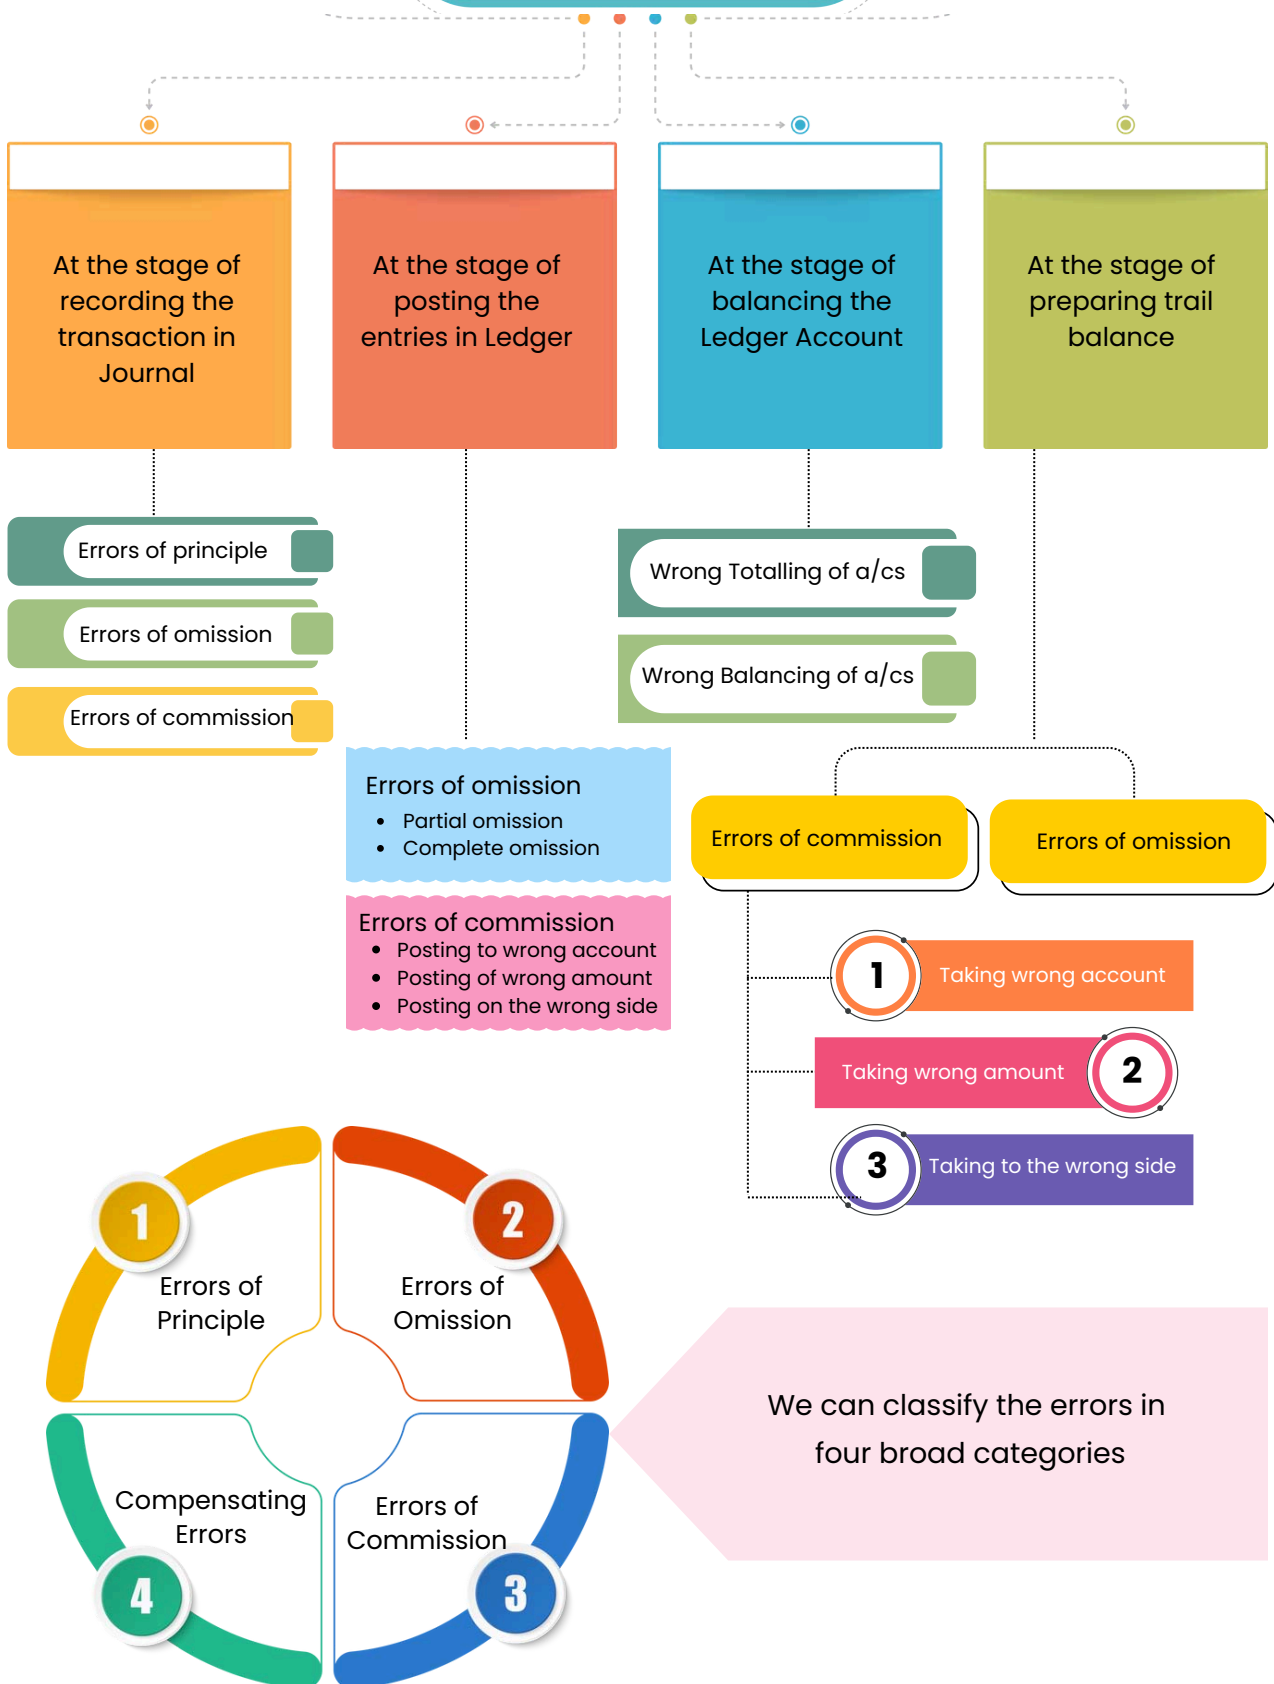 At the stage of
recording the
transaction in
Journal
At the stage of
posting the
entries in Ledger
At the stage of
balancing the
Ledger Account
At the stage of
preparing trail
balance
Errors of principle
Errors of omission
Errors of commission
Wrong Totalling of a/cs
Wrong Balancing of a/cs
Errors of omission
• Partial omission
• Complete omission
Errors of commission
• Posting to wrong account
• Posting of wrong amount
• Posting on the wrong side
Errors of commission
Errors of omission
1 Taking wrong account
Taking wrong amount 2
3 Taking to the wrong side
1
Errors of
Principle
2
Errors of
Omission
Compensating
Errors
4
Errors of
Commission
3
We can classify the errors in
four broad categories